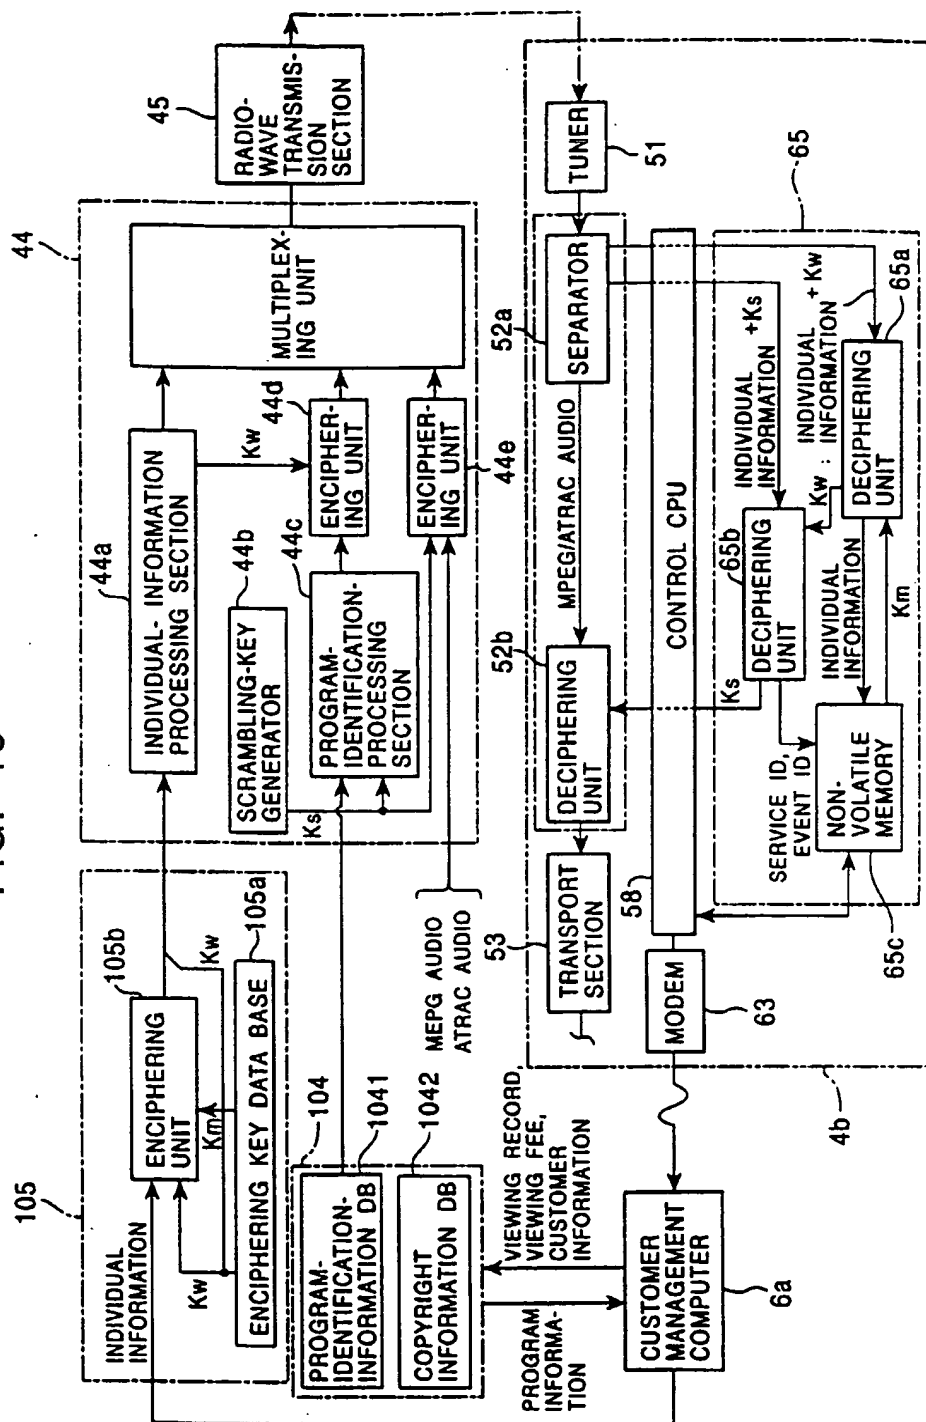 105
INDIVIDUAL
INFORMATION
ENCIPHERING
UNIT
105b
Kw
Km
Kw
ENCIPHERING KEY DATA BASE
105a
104
PROGRAM-
IDENTIFICATION-
INFORMATION DB
1041
COPYRIGHT
INFORMATION DB
1042
MEPG AUDIO
ATRAC AUDIO
44
44a
INDIVIDUAL- INFORMATION
PROCESSING SECTION
Kw
SCRAMBLING-KEY
GENERATOR
44b
Ks
44c
PROGRAM-
IDENTIFICATION-
PROCESSING
SECTION
44d
ENCIPHER-
ING UNIT
ENCIPHER-
ING UNIT
44e
MULTIPLEX-
ING UNIT
45
RADIO-
WAVE
TRANSMIS-
SION
SECTION
PROGRAM
INFORMA-
TION
VIEWING RECORD,
VIEWING FEE,
CUSTOMER
INFORMATION
CUSTOMER
MANAGEMENT
COMPUTER
6a
4b
TUNER
51
52a
SEPARATOR
MPEG/ATRAC AUDIO
52b
DECIPHERING
UNIT
53
TRANSPORT
SECTION
58
CONTROL CPU
MODEM
63
65
INDIVIDUAL
INFORMATION
+Ks
INDIVIDUAL
INFORMATION
+Kw
65a
DECIPHERING
UNIT
Kw
65b
DECIPHERING
UNIT
Ks
INDIVIDUAL
INFORMATION
Km
SERVICE ID,
EVENT ID
NON-
VOLATILE
MEMORY
65c